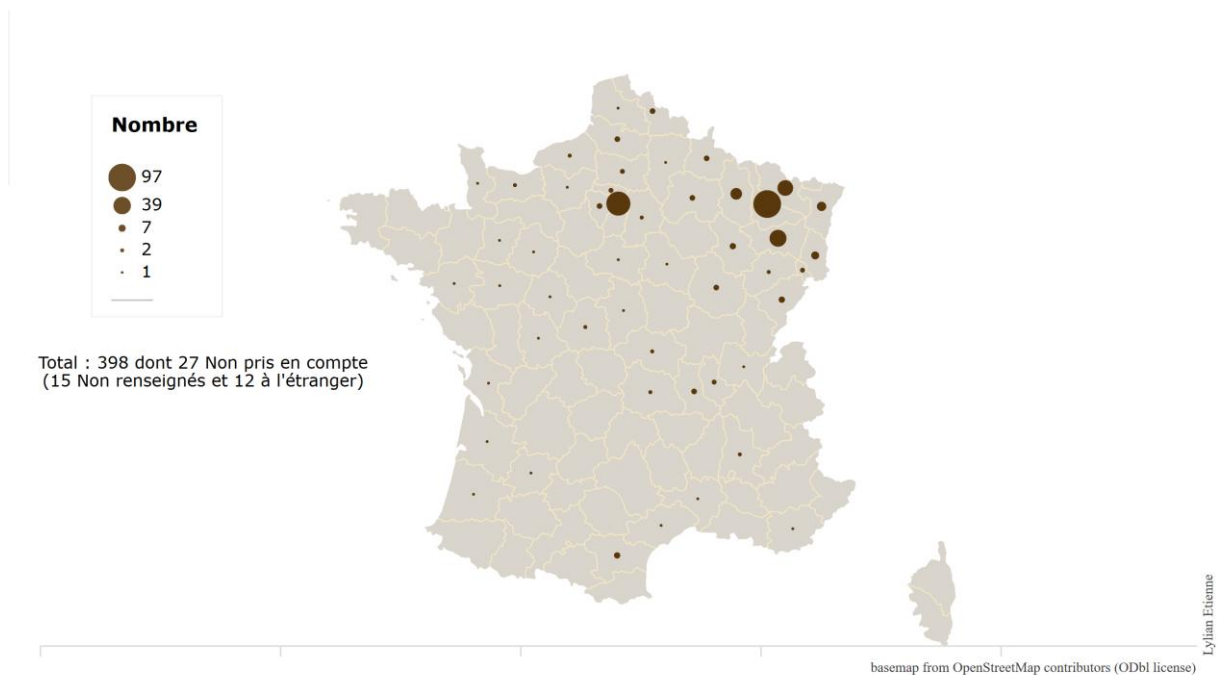 Nombre
97
39
7
2
1
Total : 398 dont 27 Non pris en compte
(15 Non renseignés et 12 à l'étranger)
Lylian Etienne
basemap from OpenStreetMap contributors (ODbl license)